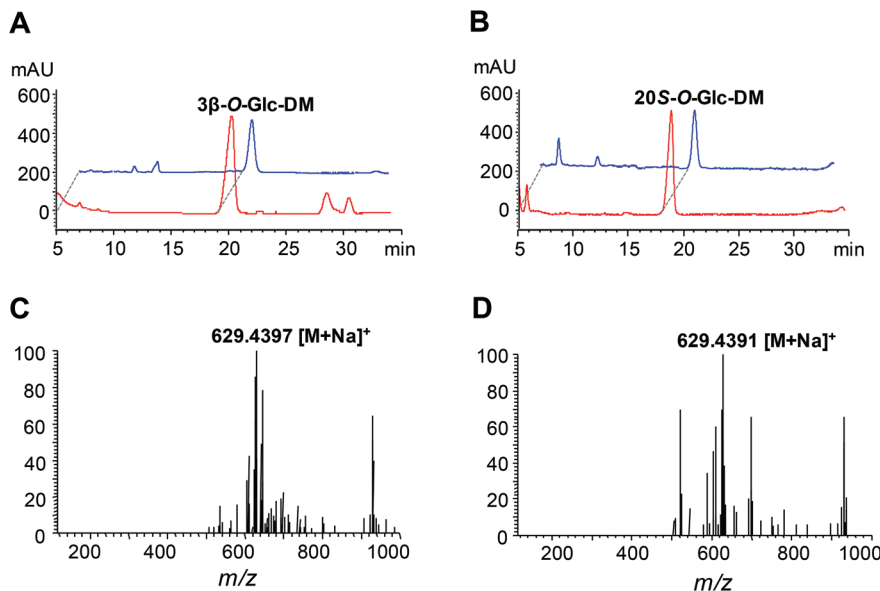 A
mAU
3β-O-Glc-DM
600
400
200
0
5 10 15 20 25 30 min
B
mAU
20S-O-Glc-DM
600
400
200
0
5 10 15 20 25 30 min
C
629.4397 [M+Na]⁺
100
80
60
40
20
0
200 400 600 800 1000
m/z
D
629.4391 [M+Na]⁺
100
80
60
40
20
0
200 400 600 800 1000
m/z